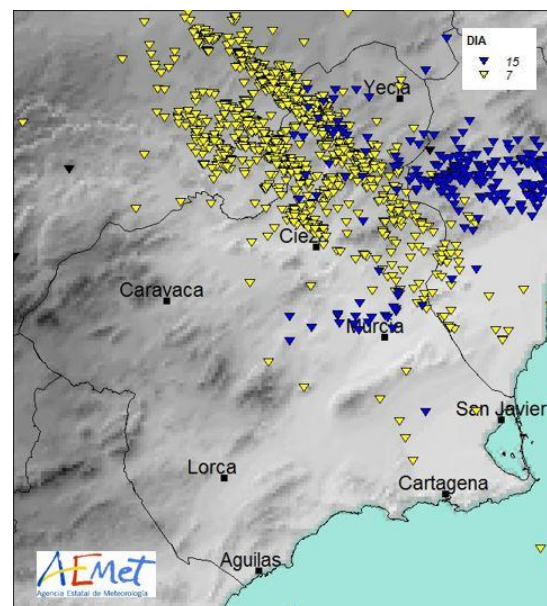 DIA
15
7
Yecla
Cieza
Caravaca
Murcia
San Javier
Lorca
Cartagena
Aguilas
AEMet
Agencia Estatal de Meteorología